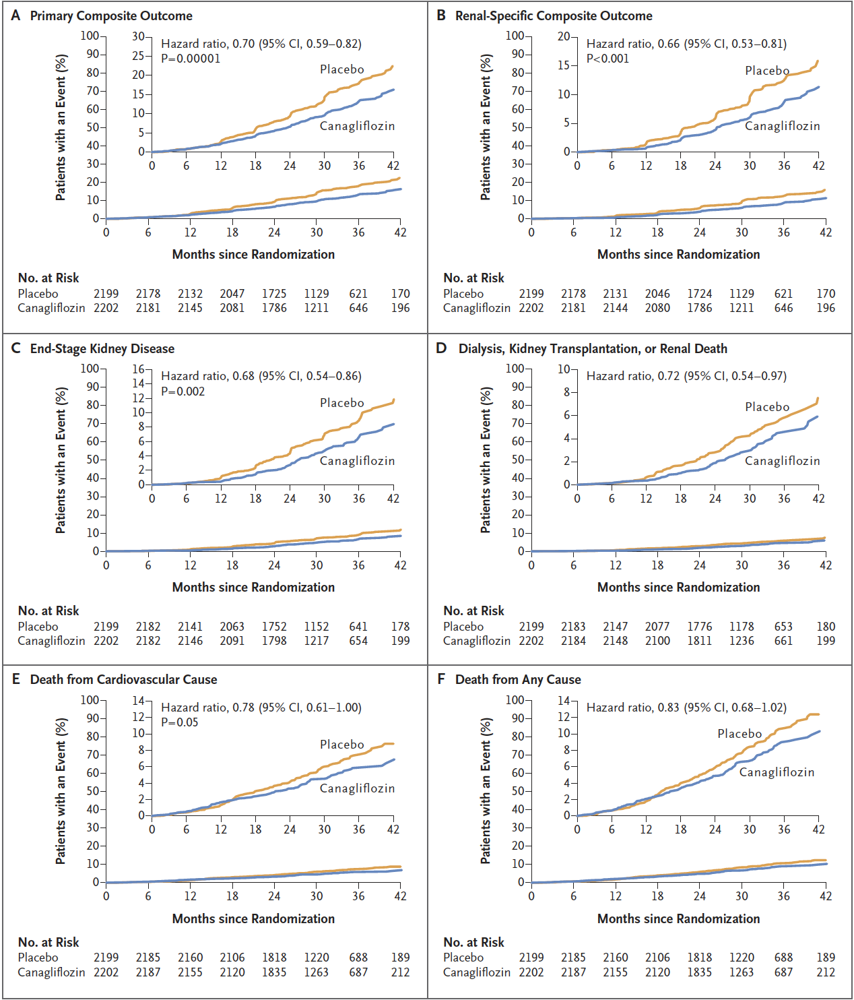 A Primary Composite Outcome
Patients with an Event (%)
100
90
80
70
60
50
40
30
20
10
0
30
25
20
15
10
5
0
Hazard ratio, 0.70 (95% CI, 0.59–0.82)
P=0.00001
Placebo
Canagliflozin
0 6 12 18 24 30 36 42
0 6 12 18 24 30 36 42
Months since Randomization
No. at Risk
Placebo 2199 2178 2132 2047 1725 1129 621 170
Canagliflozin 2202 2181 2145 2081 1786 1211 646 196
B Renal-Specific Composite Outcome
Patients with an Event (%)
100
90
80
70
60
50
40
30
20
10
0
20
15
10
5
0
Hazard ratio, 0.66 (95% CI, 0.53–0.81)
P<0.001
Placebo
Canagliflozin
0 6 12 18 24 30 36 42
0 6 12 18 24 30 36 42
Months since Randomization
No. at Risk
Placebo 2199 2178 2131 2046 1724 1129 621 170
Canagliflozin 2202 2181 2144 2080 1786 1211 646 196
C End-Stage Kidney Disease
Patients with an Event (%)
100
90
80
70
60
50
40
30
20
10
0
16
14
12
10
8
6
4
2
0
Hazard ratio, 0.68 (95% CI, 0.54–0.86)
P=0.002
Placebo
Canagliflozin
0 6 12 18 24 30 36 42
0 6 12 18 24 30 36 42
Months since Randomization
No. at Risk
Placebo 2199 2182 2141 2063 1752 1152 641 178
Canagliflozin 2202 2182 2146 2091 1798 1217 654 199
D Dialysis, Kidney Transplantation, or Renal Death
Patients with an Event (%)
100
90
80
70
60
50
40
30
20
10
0
10
8
6
4
2
0
Hazard ratio, 0.72 (95% CI, 0.54–0.97)
Placebo
Canagliflozin
0 6 12 18 24 30 36 42
0 6 12 18 24 30 36 42
Months since Randomization
No. at Risk
Placebo 2199 2183 2147 2077 1776 1178 653 180
Canagliflozin 2202 2184 2148 2100 1811 1236 661 199
E Death from Cardiovascular Cause
Patients with an Event (%)
100
90
80
70
60
50
40
30
20
10
0
14
12
10
8
6
4
2
0
Hazard ratio, 0.78 (95% CI, 0.61–1.00)
P=0.05
Placebo
Canagliflozin
0 6 12 18 24 30 36 42
0 6 12 18 24 30 36 42
Months since Randomization
No. at Risk
Placebo 2199 2185 2160 2106 1818 1220 688 189
Canagliflozin 2202 2187 2155 2120 1835 1263 687 212
F Death from Any Cause
Patients with an Event (%)
100
90
80
70
60
50
40
30
20
10
0
14
12
10
8
6
4
2
0
Hazard ratio, 0.83 (95% CI, 0.68–1.02)
Placebo
Canagliflozin
0 6 12 18 24 30 36 42
0 6 12 18 24 30 36 42
Months since Randomization
No. at Risk
Placebo 2199 2185 2160 2106 1818 1220 688 189
Canagliflozin 2202 2187 2155 2120 1835 1263 687 212